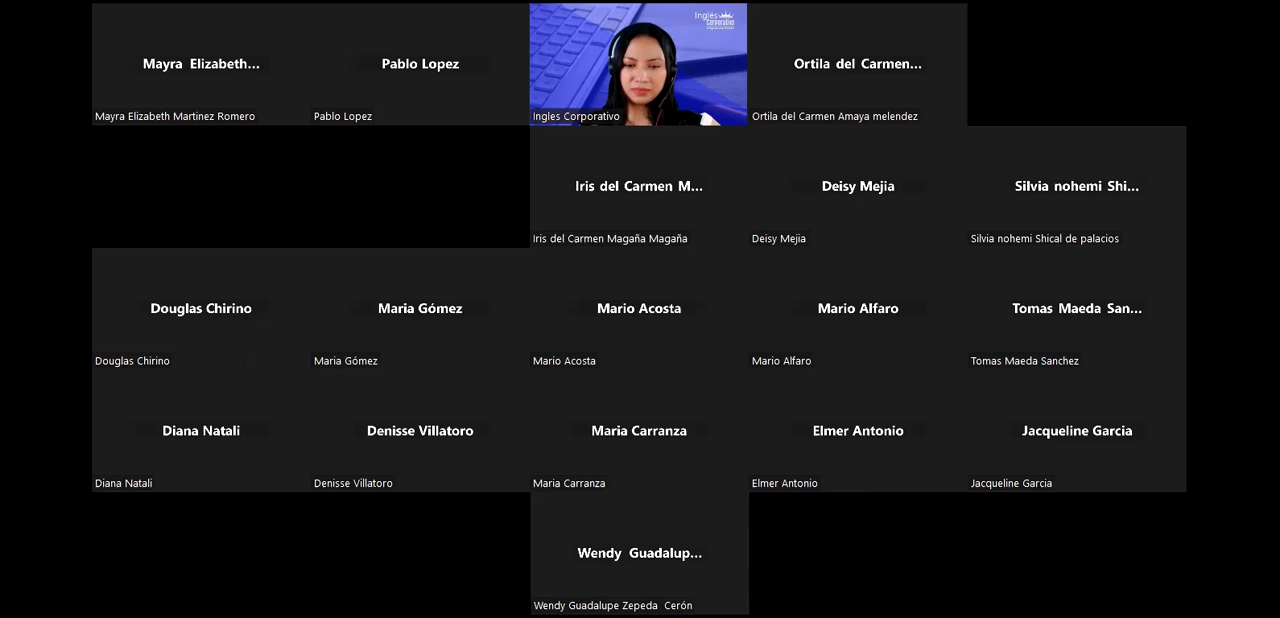 Mayra Elizabeth...
Mayra Elizabeth Martinez Romero
Pablo Lopez
Pablo Lopez
Inglés
Corporativo
Ingles Corporativo
Ortila del Carmen...
Ortila del Carmen Amaya melendez
Iris del Carmen M...
Iris del Carmen Magaña Magaña
Deisy Mejia
Deisy Mejia
Silvia nohemi Shi...
Silvia nohemi Shical de palacios
Douglas Chirino
Douglas Chirino
Maria Gómez
Maria Gómez
Mario Acosta
Mario Acosta
Mario Alfaro
Mario Alfaro
Tomas Maeda San...
Tomas Maeda Sanchez
Diana Natali
Diana Natali
Denisse Villatoro
Denisse Villatoro
Maria Carranza
Maria Carranza
Elmer Antonio
Elmer Antonio
Jacqueline Garcia
Jacqueline Garcia
Wendy Guadalup...
Wendy Guadalupe Zepeda Cerón